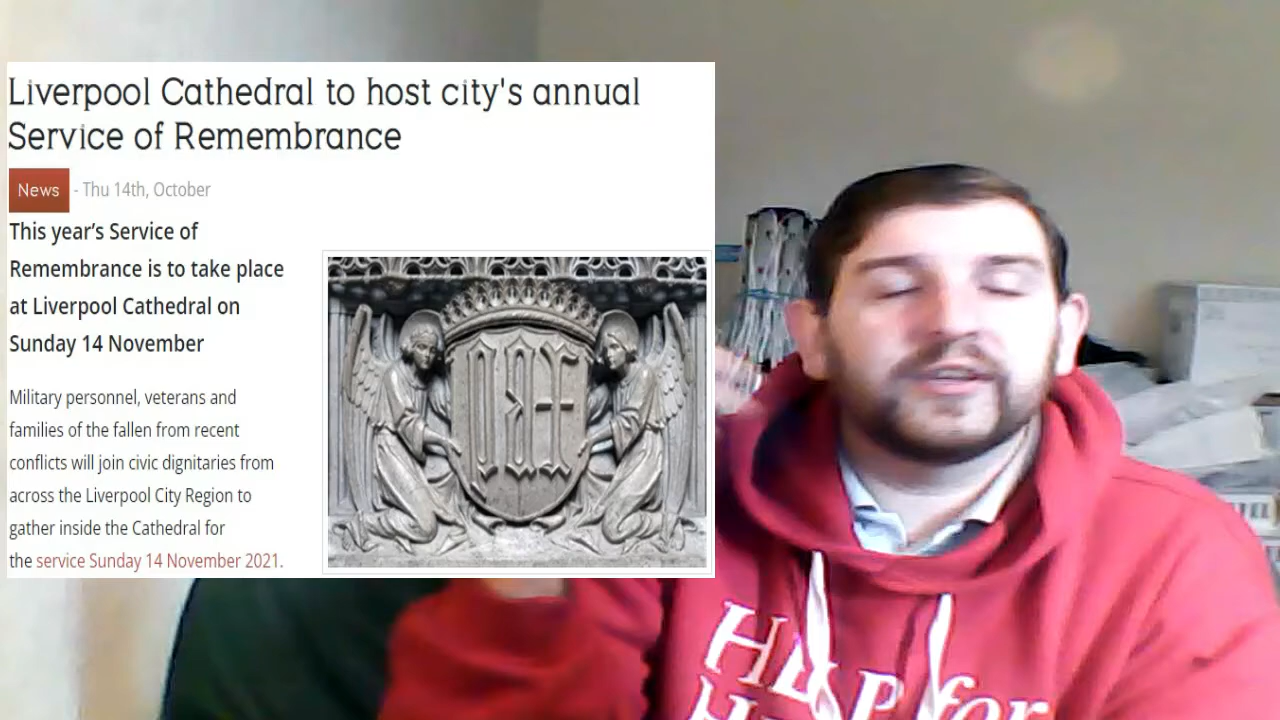 Liverpool Cathedral to host city's annual
Service of Remembrance
News - Thu 14th, October
This year’s Service of
Remembrance is to take place
at Liverpool Cathedral on
Sunday 14 November
Military personnel, veterans and
families of the fallen from recent
conflicts will join civic dignitaries from
across the Liverpool City Region to
gather inside the Cathedral for
the service Sunday 14 November 2021.
HELP for